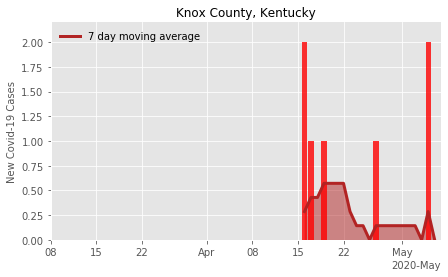 Knox County, Kentucky
7 day moving average
New Covid-19 Cases
2.00
1.75
1.50
1.25
1.00
0.75
0.50
0.25
0.00
08 15 22 Apr 08 15 22 May
2020-May